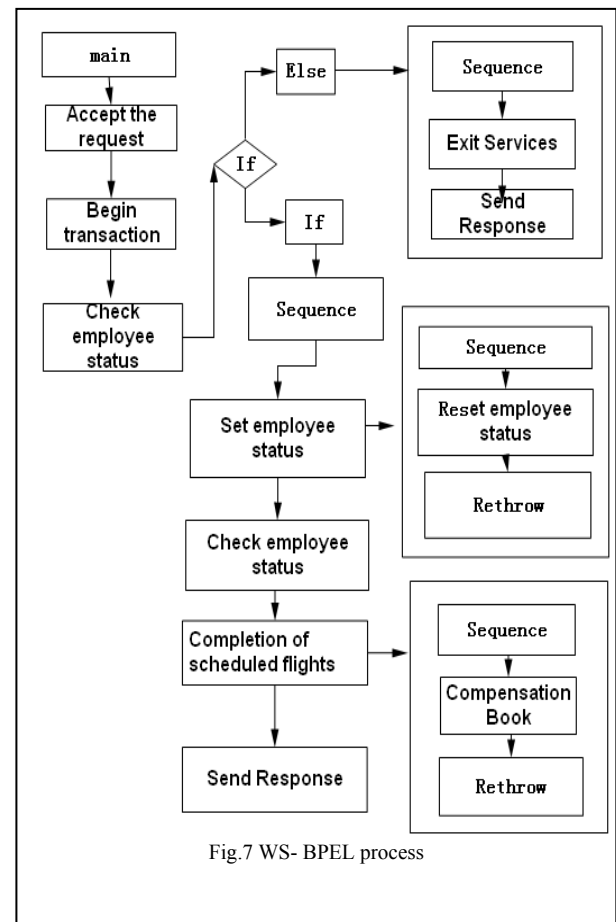 main
Accept the
request
Begin
transaction
Check
employee
status
If
Else
If
Sequence
Set employee
status
Check employee
status
Completion of
scheduled flights
Send Response
Sequence
Exit Services
Send
Response
Sequence
Reset employee
status
Rethrow
Sequence
Compensation
Book
Rethrow
Fig.7 WS- BPEL process